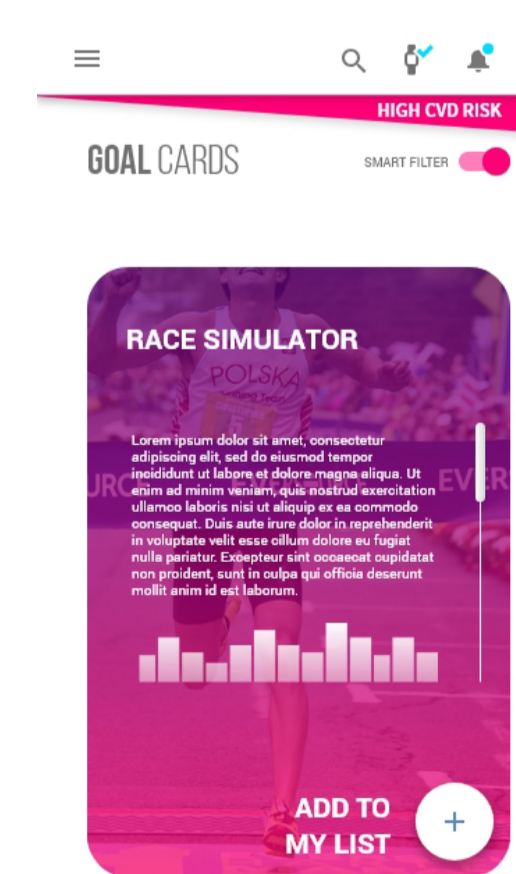 HIGH CVD RISK
GOAL CARDS
SMART FILTER
RACE SIMULATOR
POLSKA
Lorem ipsum dolor sit amet, consectetur
adipiscing elit, sed do eiusmod tempor
incididunt ut labore et dolore magna aliqua. Ut
enim ad minim veniam, quis nostrud exercitation
ullamco laboris nisi ut aliquip ex ea commodo
consequat. Duis aute irure dolor in reprehenderit
in voluptate velit esse cillum dolore eu fugiat
nulla pariatur. Excepteur sint occaecat cupidatat
non proident, sunt in culpa qui officia deserunt
mollit anim id est laborum.
ADD TO
MY LIST